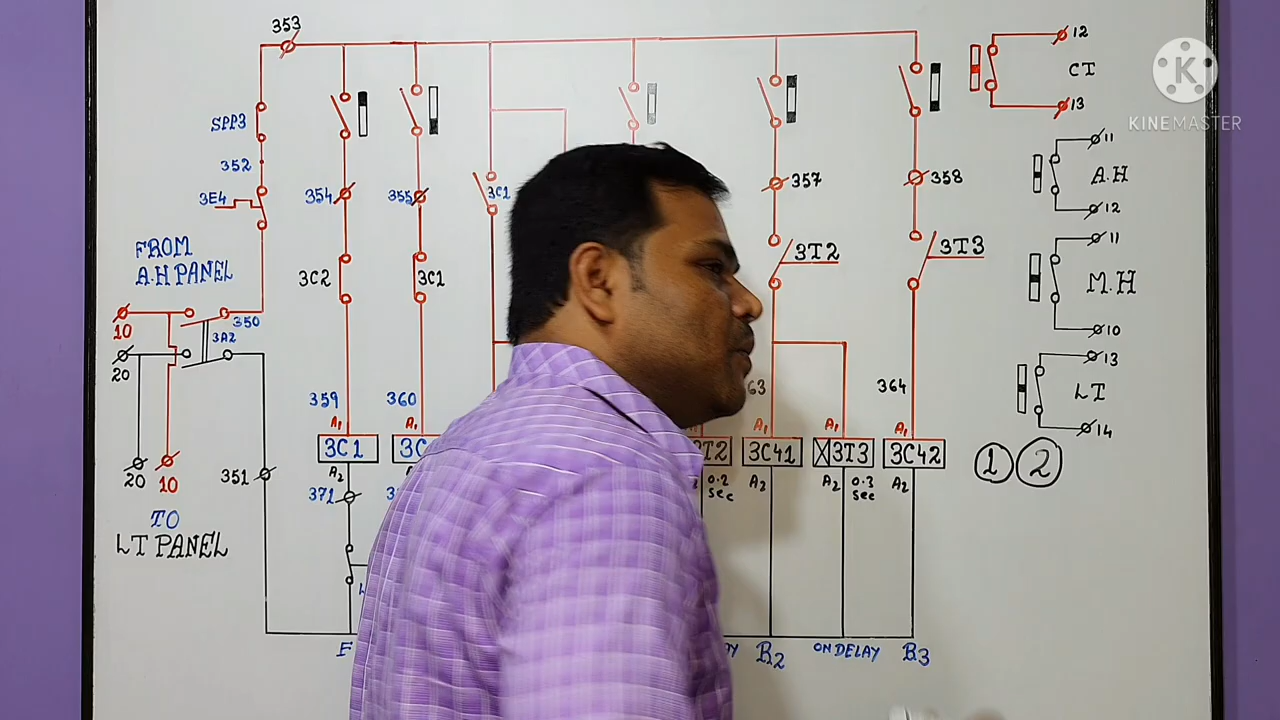 353
12
CT
13
SPP3
352
3E4
354
355
3C1
357
358
11
A.H
12
FROM
A.H PANEL
3C2
3C1
3T2
3T3
11
M.H
10
10
350
3A2
20
359
360
364
13
LT
14
A1
A1
A1
A1
3C1
3T2
3C41
3T3
3C42
1
2
20
10
351
A2
371
0.2
sec
A2
A2
0.3
sec
A2
TO
LT PANEL
B2
ON DELAY
B3
K
KINEMASTER